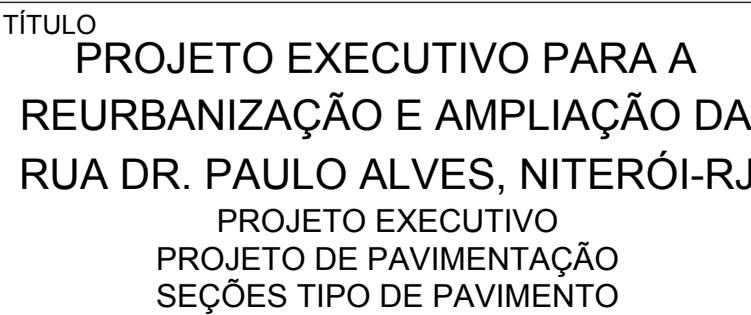 TÍTULO
PROJETO EXECUTIVO PARA A
REURBANIZAÇÃO E AMPLIAÇÃO DA
RUA DR. PAULO ALVES, NITERÓI-RJ
PROJETO EXECUTIVO
PROJETO DE PAVIMENTAÇÃO
SEÇÕES TIPO DE PAVIMENTO